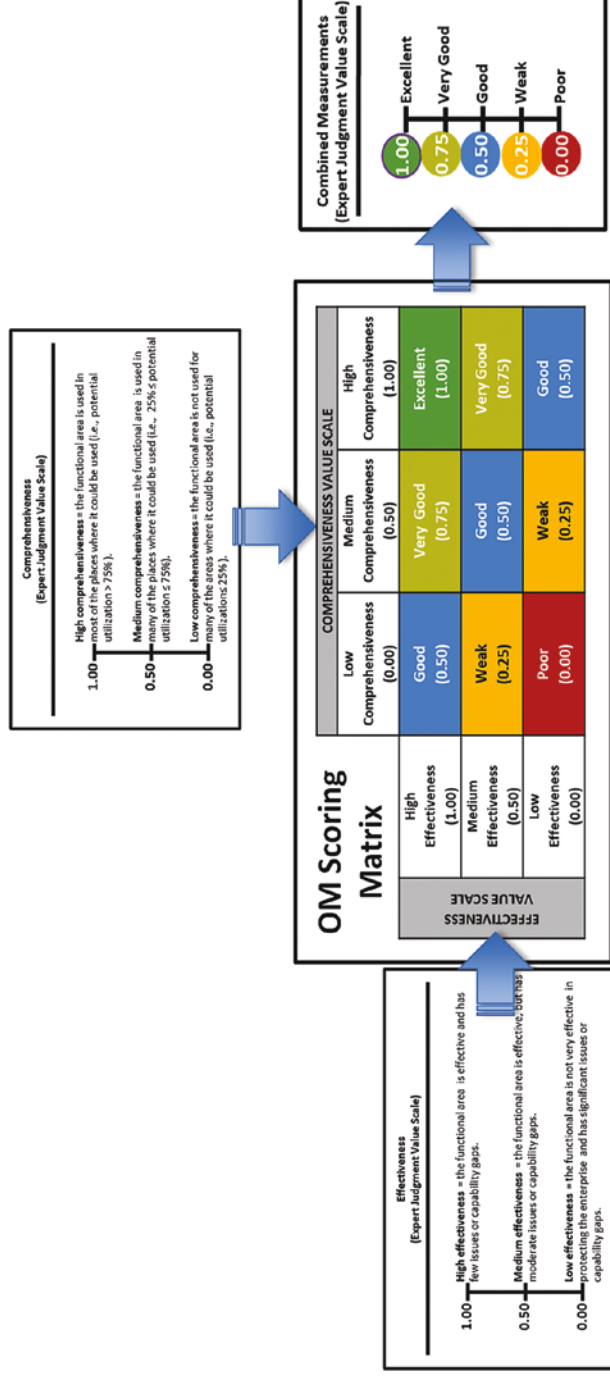 Comprehensiveness
(Expert Judgment Value Scale)
1.00
High comprehensiveness = the functional area is used in
most of the places where it could be used (i.e., potential
utilization > 75% ).
0.50
Medium comprehensiveness = the functional area is used in
many of the places where it could be used (i.e., 25% ≤ potential
utilization ≤ 75%).
0.00
Low comprehensiveness = the functional area is not used for
many of the areas where it could be used (i.e., potential
utilization≤ 25% ).
Effectiveness
(Expert Judgment Value Scale)
1.00
High effectiveness = the functional area is effective and has
few issues or capability gaps.
0.50
Medium effectiveness = the functional area is effective, but has
moderate issues or capability gaps.
0.00
Low effectiveness = the functional area is not very effective in
protecting the enterprise and has significant issues or
capability gaps.
OM Scoring
Matrix
COMPREHENSIVENESS VALUE SCALE
Low
Comprehensiveness
(0.00)
Medium
Comprehensiveness
(0.50)
High
Comprehensiveness
(1.00)
EFFECTIVENESS
VALUE SCALE
High
Effectiveness
(1.00)
Good
(0.50)
Very Good
(0.75)
Excellent
(1.00)
Medium
Effectiveness
(0.50)
Weak
(0.25)
Good
(0.50)
Very Good
(0.75)
Low
Effectiveness
(0.00)
Poor
(0.00)
Weak
(0.25)
Good
(0.50)
Combined Measurements
(Expert Judgment Value Scale)
1.00 Excellent
0.75 Very Good
0.50 Good
0.25 Weak
0.00 Poor